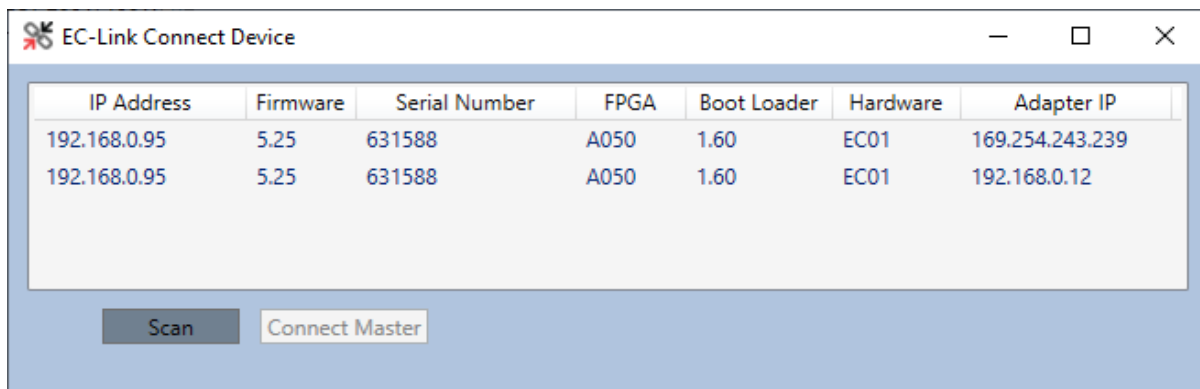 EC-Link Connect Device
IP Address Firmware Serial Number FPGA Boot Loader Hardware Adapter IP
192.168.0.95 5.25 631588 A050 1.60 EC01 169.254.243.239
192.168.0.95 5.25 631588 A050 1.60 EC01 192.168.0.12
Scan Connect Master